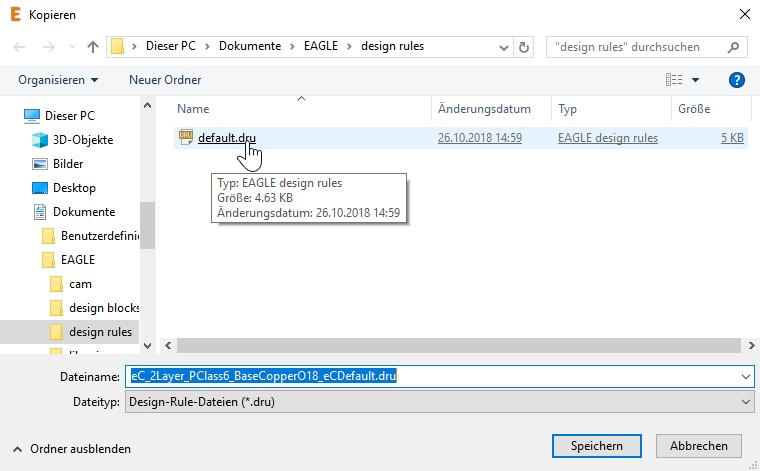 Kopieren
Dieser PC > Dokumente > EAGLE > design rules
"design rules" durchsuchen
Organisieren
Neuer Ordner
Dieser PC
3D-Objekte
Bilder
Desktop
Dokumente
Benutzerdefinie
EAGLE
cam
design blocks
design rules
Name Änderungsdatum Typ Größe
default.dru 26.10.2018 14:59 EAGLE design rules 5 KB
Typ: EAGLE design rules
Größe: 4.63 KB
Änderungsdatum: 26.10.2018 14:59
Dateiname: eC_2Layer_PClass6_BaseCopperO18_eCDefault.dru
Dateityp: Design-Rule-Dateien (*.dru)
Ordner ausblenden
Speichern
Abbrechen